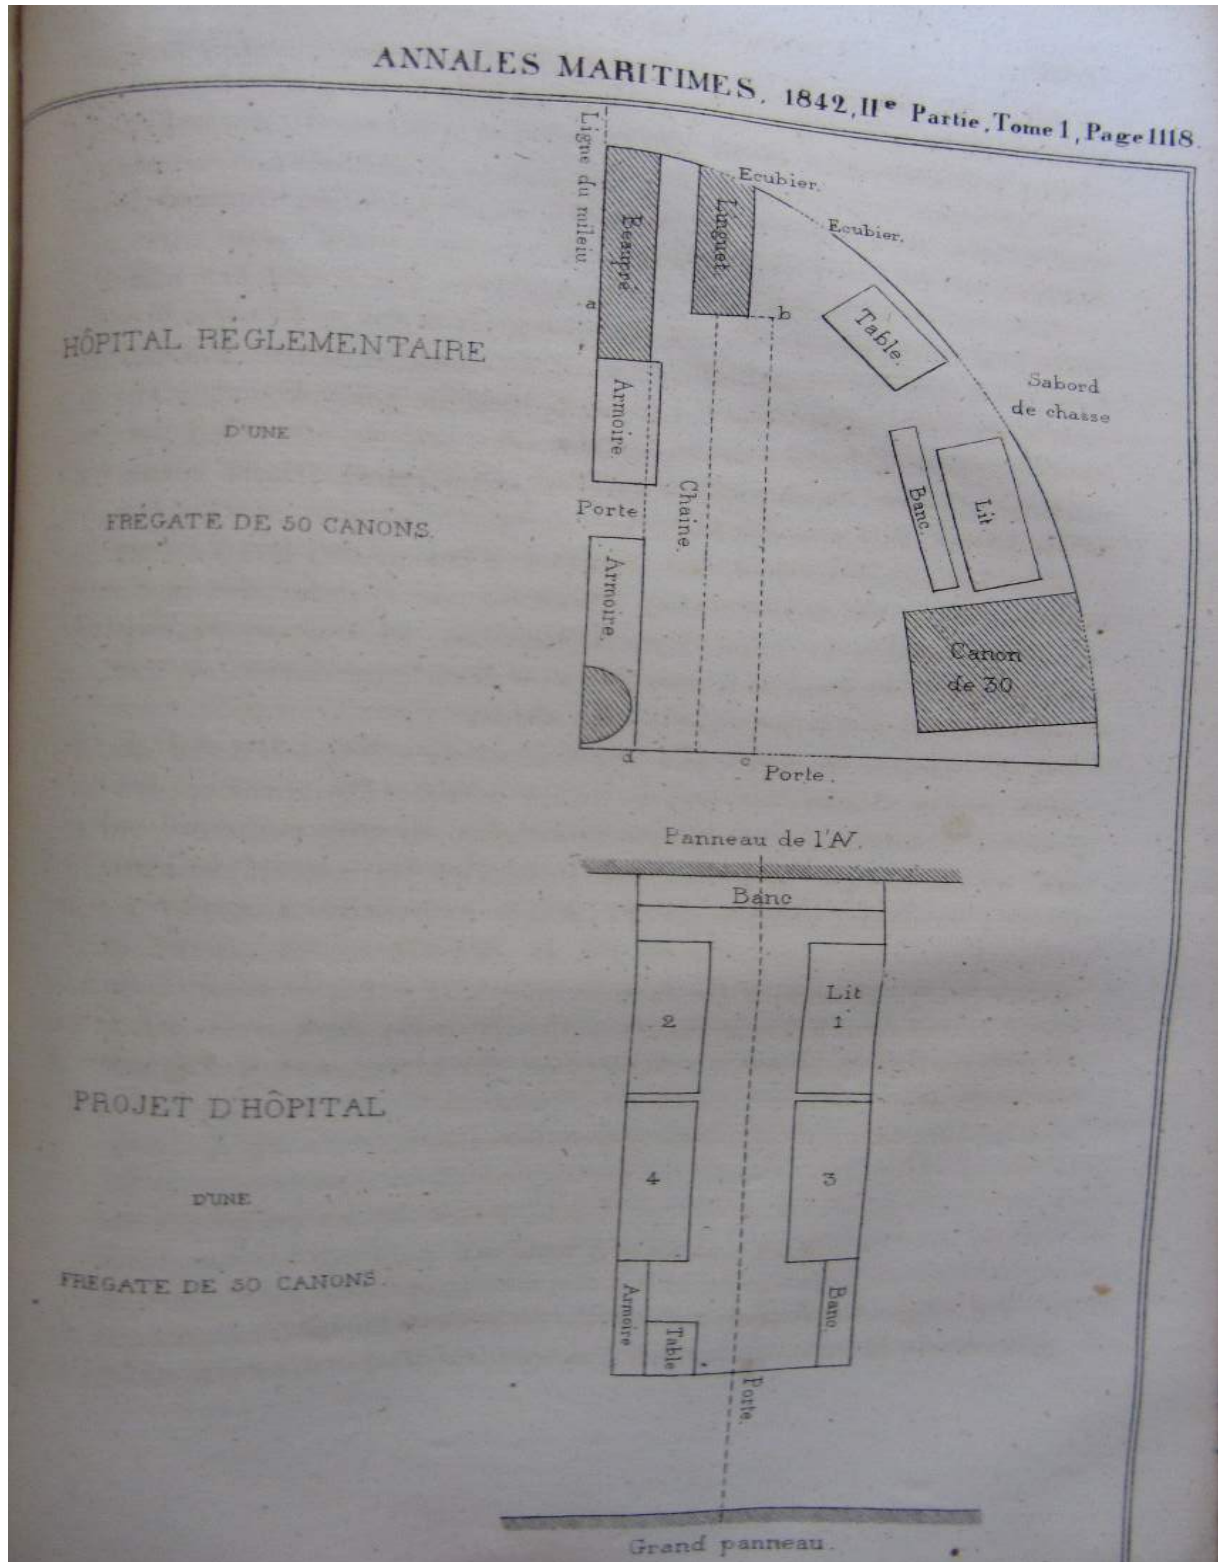 ANNALES MARITIMES. 1842, IIe Partie, Tome 1, Page 1118.
Ligne du mileiu.
Beaupré
Linguet
Ecubier.
Ecubier.
a
b
r
Table.
HÔPITAL RÉGLEMENTAIRE
D'UNE
FRÉGATE DE 50 CANONS.
Armoire.
Sabord
de chasse
Porte
Chaine.
Banc.
Lit
Armoire.
Canon
de 30
d
c
Porte.
Panneau de l'AV.
Banc
2
Lit
1
PROJET D'HÔPITAL
D'UNE
FRÉGATE DE 50 CANONS.
4
3
Armoire
Table
Banc.
Porte.
Grand panneau.